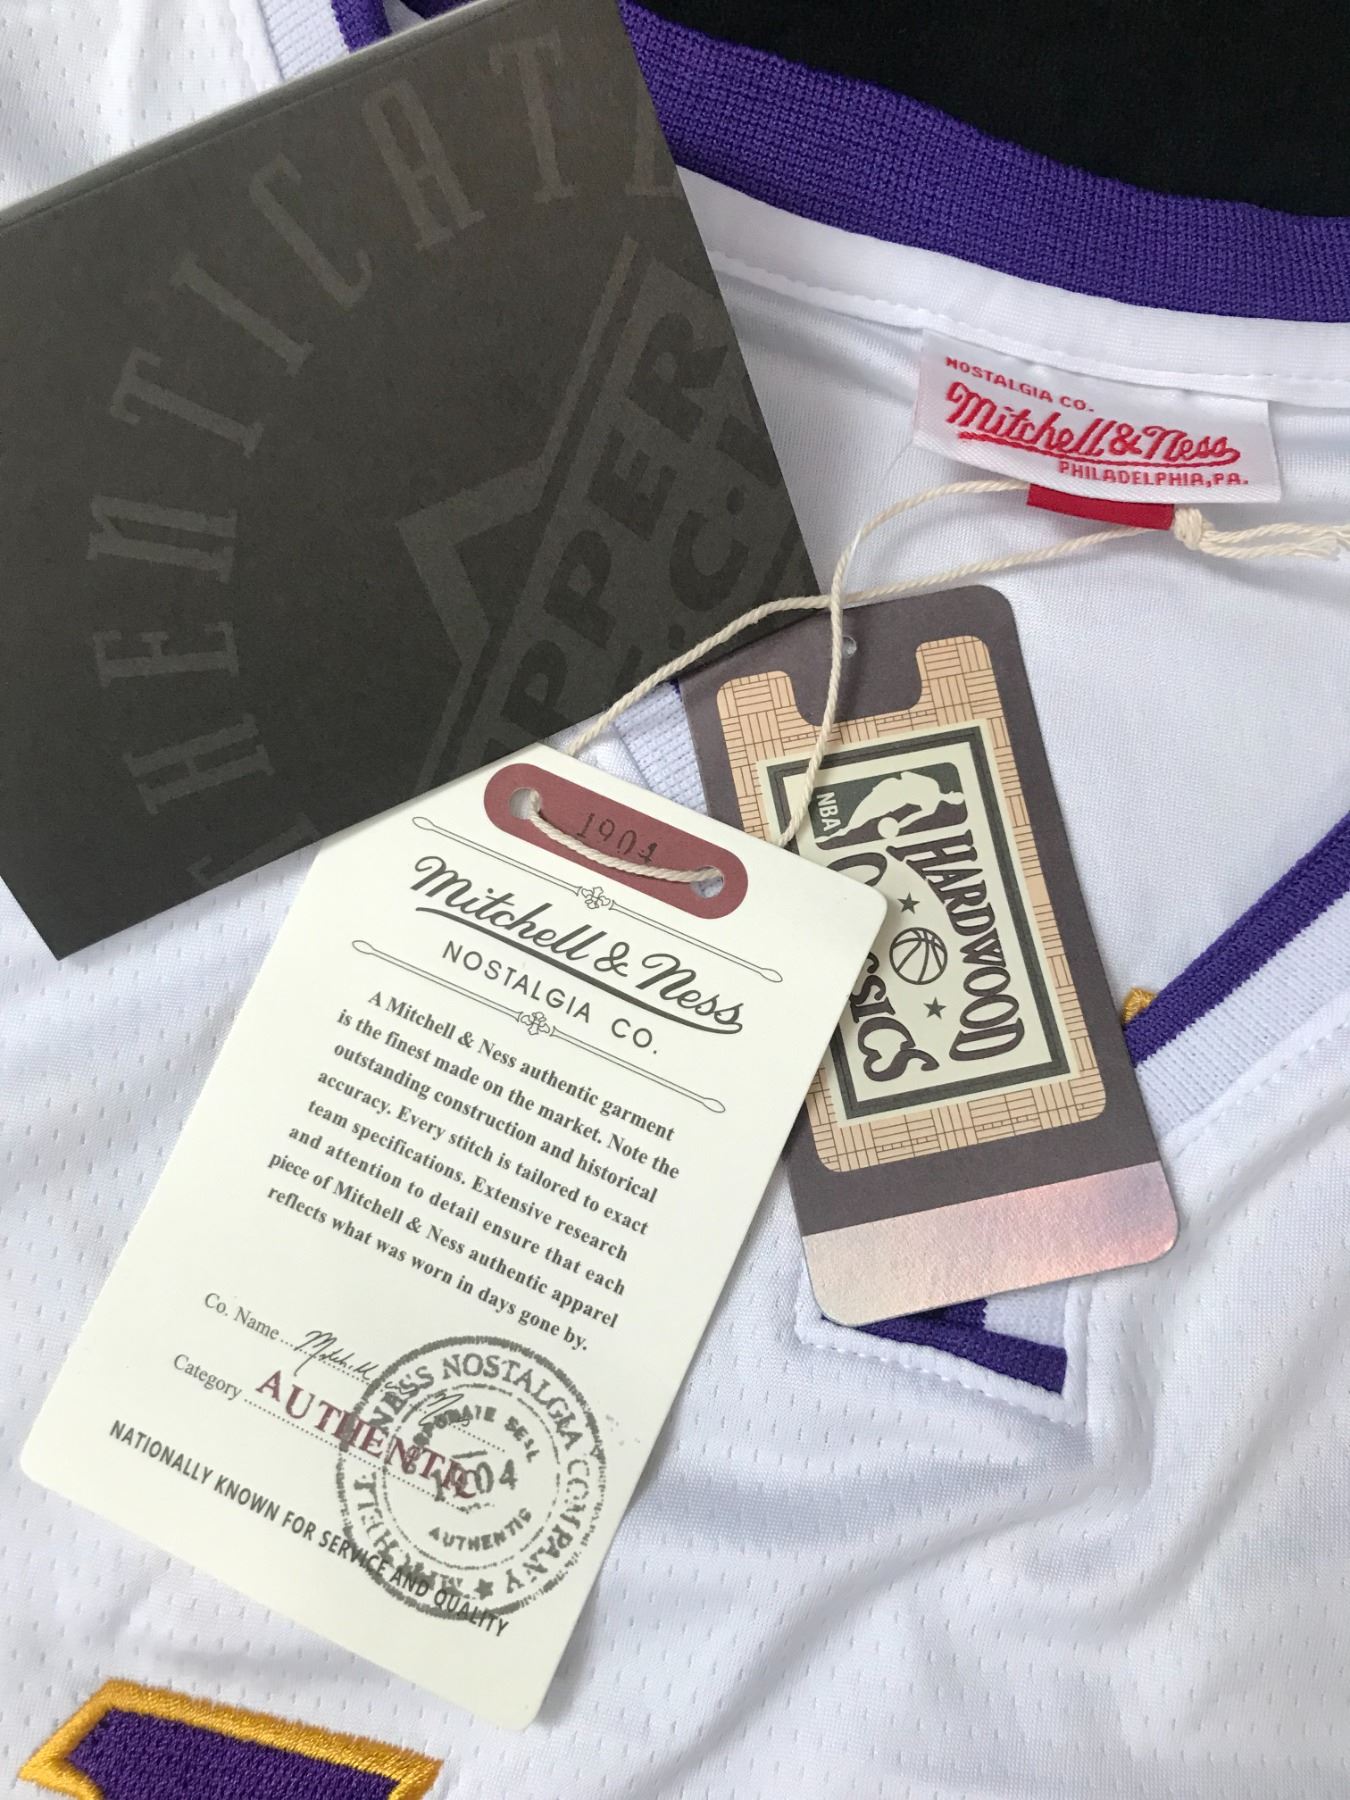 HENTICAT
UPPER
NOSTALGIA CO.
Mitchell & Ness
PHILADELPHIA, PA.
NBA
HARDWOOD
1904
Mitchell & Ness
NOSTALGIA CO.
A Mitchell & Ness authentic garment
is the finest made on the market. Note the
outstanding construction and historical
accuracy. Every stitch is tailored to exact
team specifications. Extensive research
and attention to detail ensure that each
piece of Mitchell & Ness authentic apparel
reflects what was worn in days gone by.
Co. Name
Category AUTHENTIC
NATIONALLY KNOWN FOR SERVICE AND QUALITY
NESS NOSTALGIA COMPANY
AUTHENTIC